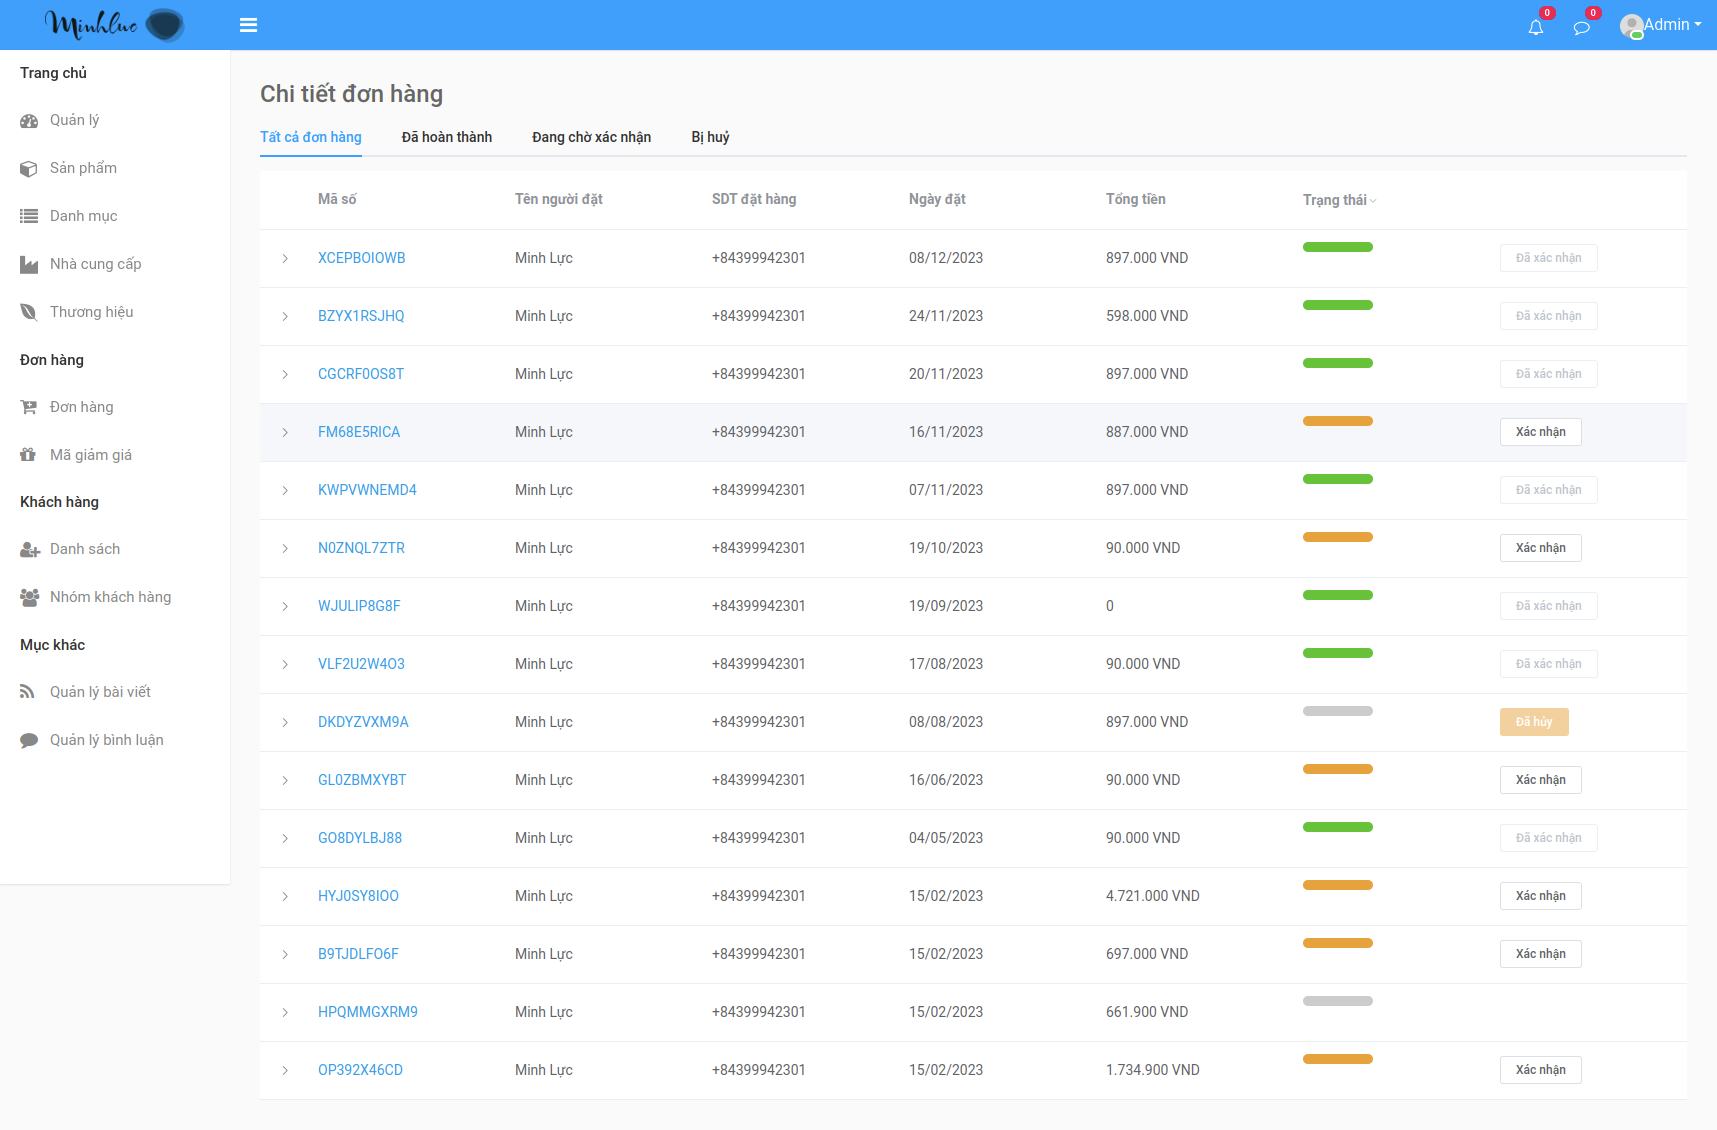 Minhluc
0
0
Admin
Trang chủ
Quản lý
Sản phẩm
Danh mục
Nhà cung cấp
Thương hiệu
Đơn hàng
Đơn hàng
Mã giảm giá
Khách hàng
Danh sách
Nhóm khách hàng
Mục khác
Quản lý bài viết
Quản lý bình luận
Chi tiết đơn hàng
Tất cả đơn hàng Đã hoàn thành Đang chờ xác nhận Bị huỷ
Mã số Tên người đặt SDT đặt hàng Ngày đặt Tổng tiền Trạng thái
XCEPBOIOWB Minh Lực +84399942301 08/12/2023 897.000 VND Đã xác nhận
BZYX1RSJHQ Minh Lực +84399942301 24/11/2023 598.000 VND Đã xác nhận
CGCRF0OS8T Minh Lực +84399942301 20/11/2023 897.000 VND Đã xác nhận
FM68E5RICA Minh Lực +84399942301 16/11/2023 887.000 VND Xác nhận
KWPVWNEMD4 Minh Lực +84399942301 07/11/2023 897.000 VND Đã xác nhận
N0ZNQL7ZTR Minh Lực +84399942301 19/10/2023 90.000 VND Xác nhận
WJULIP8G8F Minh Lực +84399942301 19/09/2023 0 Đã xác nhận
VLF2U2W4O3 Minh Lực +84399942301 17/08/2023 90.000 VND Đã xác nhận
DKDYZVXM9A Minh Lực +84399942301 08/08/2023 897.000 VND Đã hủy
GL0ZBMXYBT Minh Lực +84399942301 16/06/2023 90.000 VND Xác nhận
GO8DYLBJ88 Minh Lực +84399942301 04/05/2023 90.000 VND Đã xác nhận
HYJ0SY8IOO Minh Lực +84399942301 15/02/2023 4.721.000 VND Xác nhận
B9TJDLFO6F Minh Lực +84399942301 15/02/2023 697.000 VND Xác nhận
HPQMMGXRM9 Minh Lực +84399942301 15/02/2023 661.900 VND
OP392X46CD Minh Lực +84399942301 15/02/2023 1.734.900 VND Xác nhận